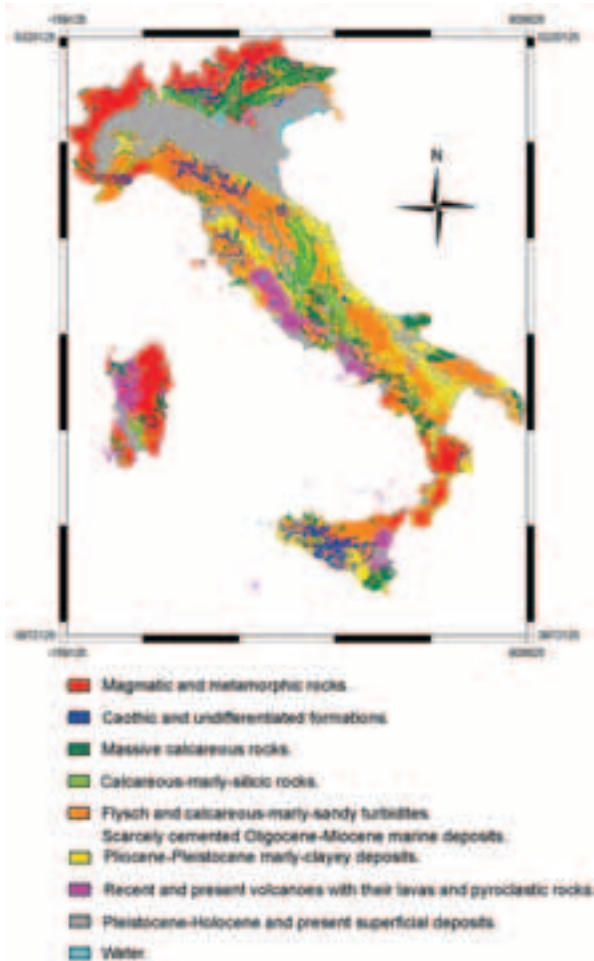 N
Magmatic and metamorphic rocks.
Caothic and undifferentiated formations.
Massive calcareous rocks.
Calcareous-marly-silicic rocks.
Flysch and calcareous-marly-sandy turbidites.
Scarcely cemented Oligocene-Miocene marine deposits.
Pliocene-Pleistocene marly-clayey deposits.
Recent and present volcanoes with their lavas and pyroclastic rocks.
Pleistocene-Holocene and present superficial deposits.
Water.